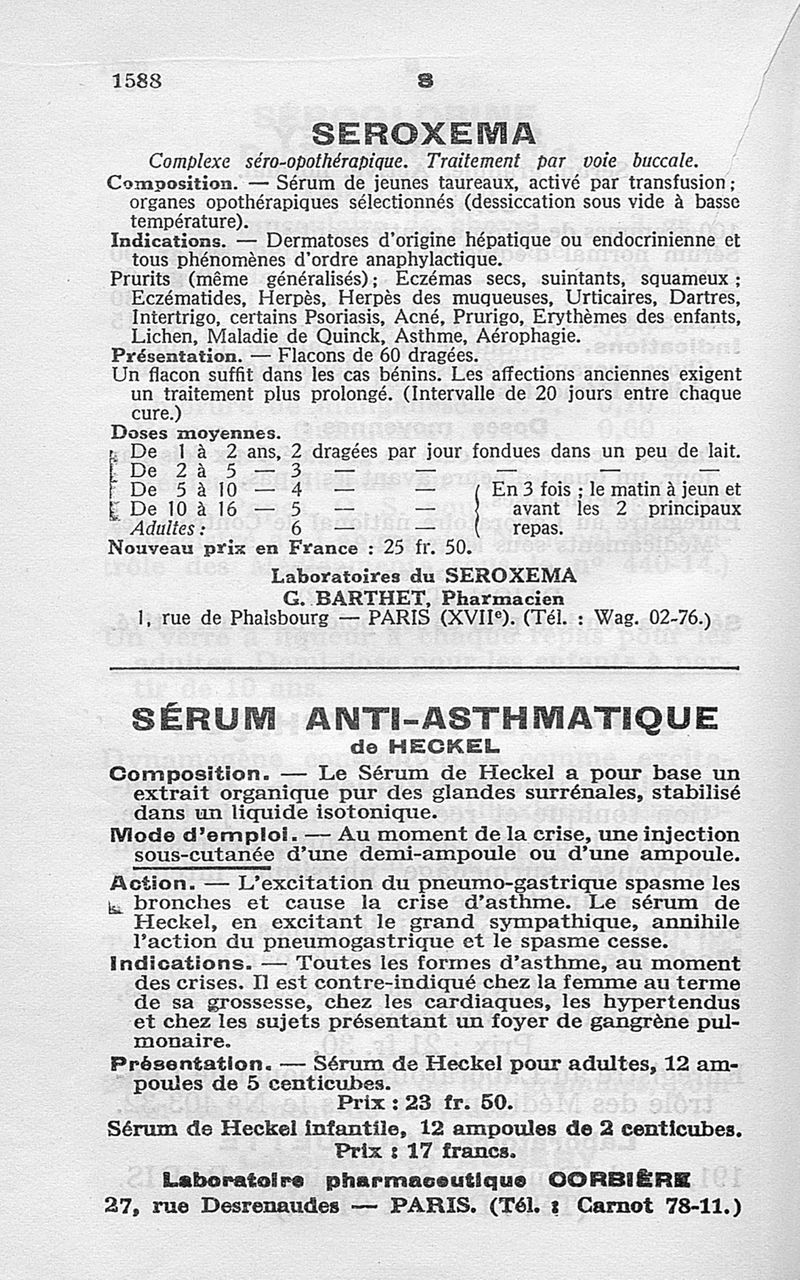 1588
S
SEROXEMA
Complexe séro-opothérapique. Traitement par voie buccale.
Composition. — Sérum de jeunes taureaux, activé par transfusion ;
organes opothérapiques sélectionnés (dessiccation sous vide à basse
température).
Indications. — Dermatoses d'origine hépatique ou endocrinienne et
tous phénomènes d'ordre anaphylactique.
Prurits (même généralisés) ; Eczémas secs, suintants, squameux ;
Eczématides, Herpès, Herpès des muqueuses, Urticaires, Dartres,
Intertrigo, certains Psoriasis, Acné, Prurigo, Erythèmes des enfants,
Lichen, Maladie de Quinck, Asthme, Aérophagie.
Présentation. — Flacons de 60 dragées.
Un flacon suffit dans les cas bénins. Les affections anciennes exigent
un traitement plus prolongé. (Intervalle de 20 jours entre chaque
cure.)
Doses moyennes.
De 1 à 2 ans, 2 dragées par jour fondues dans un peu de lait.
De 2 à 5 — 3 — — — — —
De 5 à 10 — 4 — — ( En 3 fois ; le matin à jeun et
De 10 à 16 — 5 — — } avant les 2 principaux
Adultes : 6 — — ( repas.
Nouveau prix en France : 25 fr. 50.
Laboratoires du SEROXEMA
G. BARTHET, Pharmacien
1, rue de Phalsbourg — PARIS (XVIIe). (Tél. : Wag. 02-76.)
SÉRUM ANTI-ASTHMATIQUE
de HECKEL
Composition. — Le Sérum de Heckel a pour base un
extrait organique pur des glandes surrénales, stabilisé
dans un liquide isotonique.
Mode d'emploi. — Au moment de la crise, une injection
sous-cutanée d'une demi-ampoule ou d'une ampoule.
Action. — L'excitation du pneumo-gastrique spasme les
bronches et cause la crise d'asthme. Le sérum de
Heckel, en excitant le grand sympathique, annihile
l'action du pneumogastrique et le spasme cesse.
Indications. — Toutes les formes d'asthme, au moment
des crises. Il est contre-indiqué chez la femme au terme
de sa grossesse, chez les cardiaques, les hypertendus
et chez les sujets présentant un foyer de gangrène pul-
monaire.
Présentation. — Sérum de Heckel pour adultes, 12 am-
poules de 5 centicubes.
Prix : 23 fr. 50.
Sérum de Heckel infantile, 12 ampoules de 2 centicubes.
Prix : 17 francs.
Laboratoire pharmaceutique CORBIÈRE
27, rue Desrenaudes — PARIS. (Tél. : Carnot 78-11.)